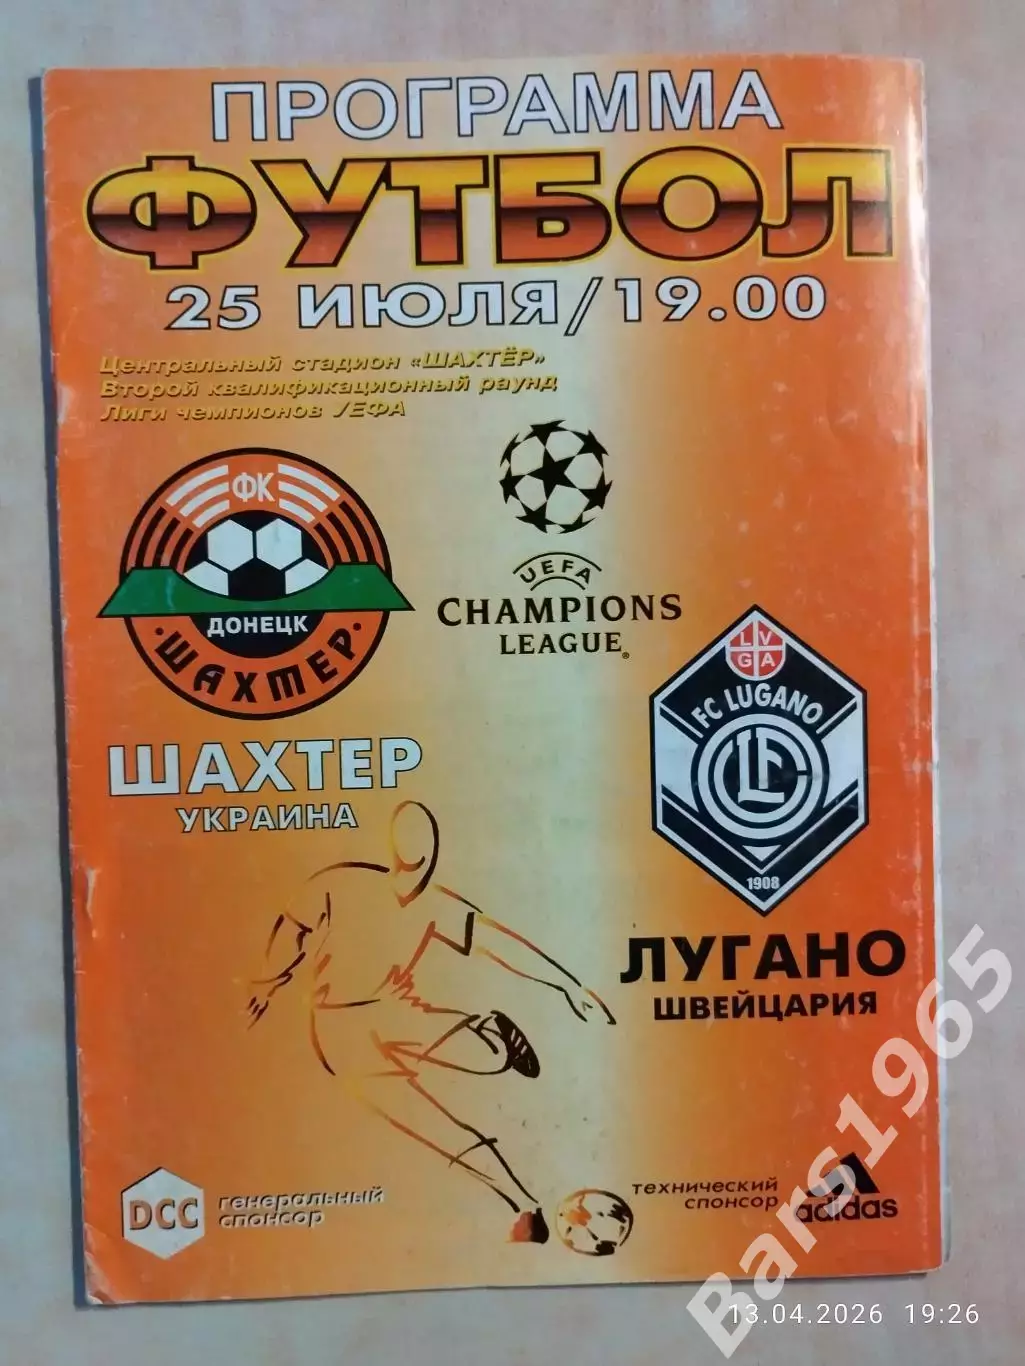 ПРОГРАММА
ФУТБОЛ
25 ИЮЛЯ/19.00
Центральный стадион «ШАХТЁР»
Второй квалификационный раунд
Лиги чемпионов УЕФА
ФК
ДОНЕЦК
·ШАХТЕР·
UEFA
CHAMPIONS
LEAGUE®
ШАХТЕР
УКРАИНА
LVGA
FC LUGANO
FCL
1908
ЛУГАНО
ШВЕЙЦАРИЯ
DCC
генеральный
спонсор
технический
спонсор
adidas
Bars1965
13.04.2026 19:26